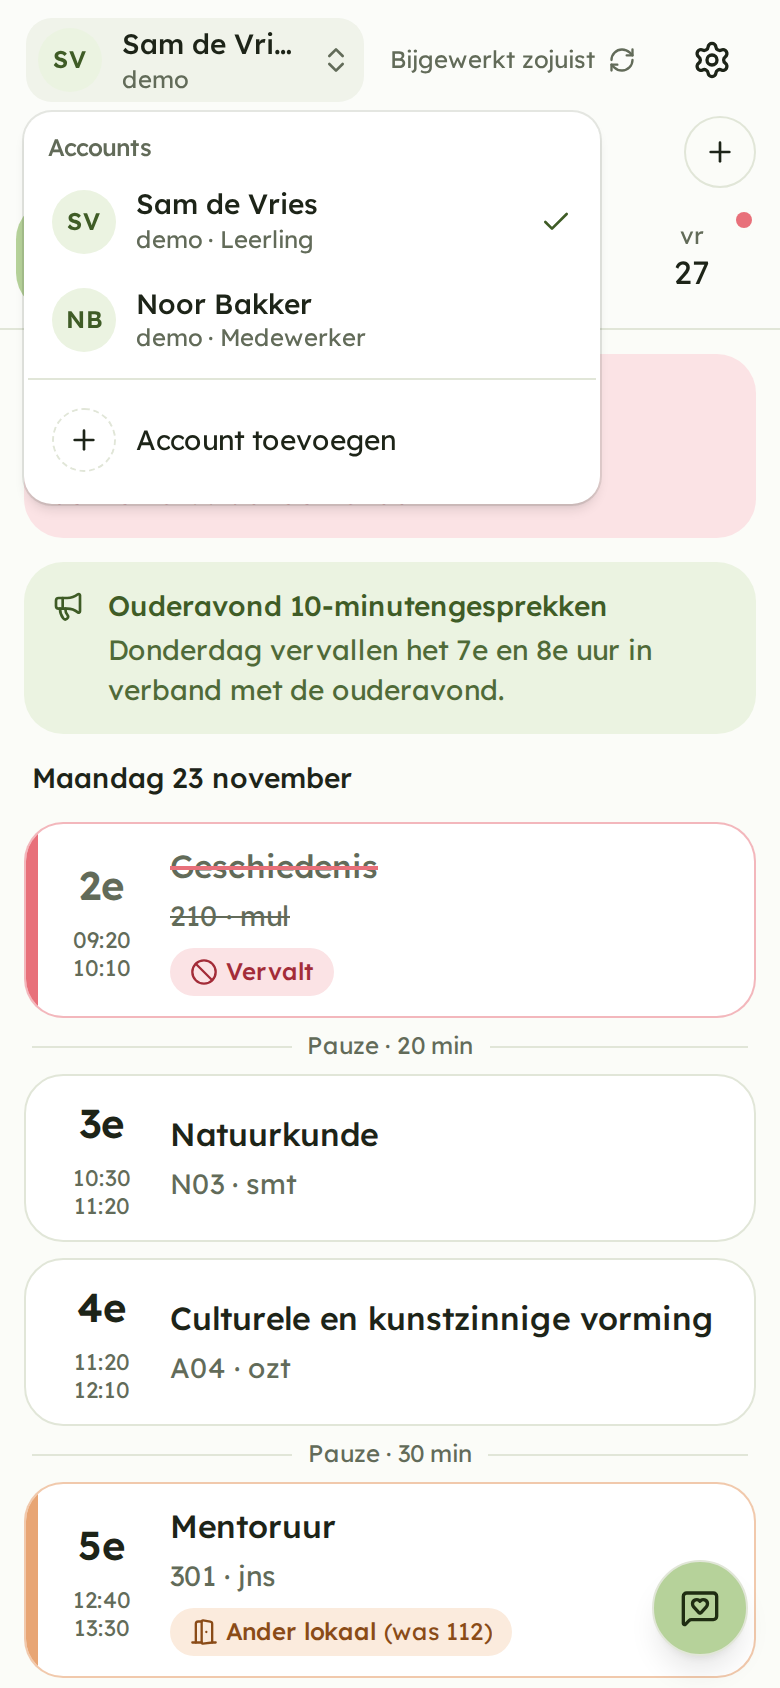 SV
Sam de Vri...
demo
Bijgewerkt zojuist
Accounts
SV
Sam de Vries
demo · Leerling
NB
Noor Bakker
demo · Medewerker
Account toevoegen
vr
27
Ouderavond 10-minutengesprekken
Donderdag vervallen het 7e en 8e uur in
verband met de ouderavond.
Maandag 23 november
2e
09:20
10:10
Geschiedenis
210 · mul
Vervalt
Pauze · 20 min
3e
10:30
11:20
Natuurkunde
N03 · smt
4e
11:20
12:10
Culturele en kunstzinnige vorming
A04 · ozt
Pauze · 30 min
5e
12:40
13:30
Mentoruur
301 · jns
Ander lokaal (was 112)